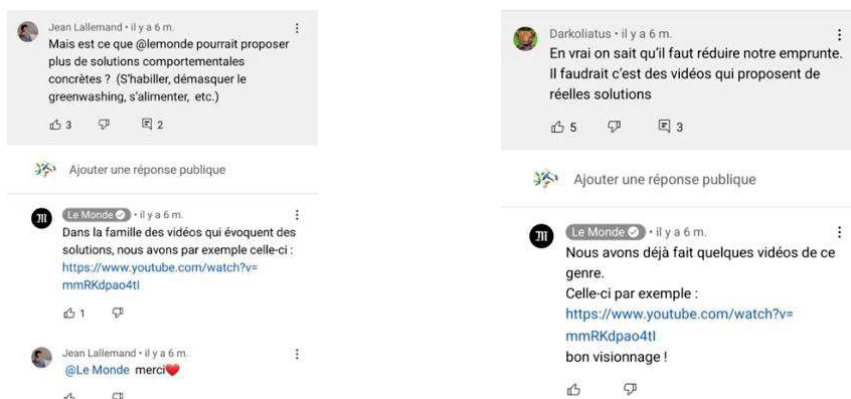 Jean Lallemand • il y a 6 m.
Mais est ce que @lemonde pourrait proposer
plus de solutions comportementales
concrètes ? (S'habiller, démasquer le
greenwashing, s'alimenter, etc.)
3
2
Ajouter une réponse publique
Le Monde • il y a 6 m.
Dans la famille des vidéos qui évoquent des
solutions, nous avons par exemple celle-ci :
https://www.youtube.com/watch?v=
mmRKdpao4tI
1
Jean Lallemand • il y a 6 m.
@Le Monde merci❤️
Darkoliatus • il y a 6 m.
En vrai on sait qu'il faut réduire notre emprunte.
Il faudrait c'est des vidéos qui proposent de
réelles solutions
5
3
Ajouter une réponse publique
Le Monde • il y a 6 m.
Nous avons déjà fait quelques vidéos de ce
genre.
Celle-ci par exemple :
https://www.youtube.com/watch?v=
mmRKdpao4tI
bon visionnage !